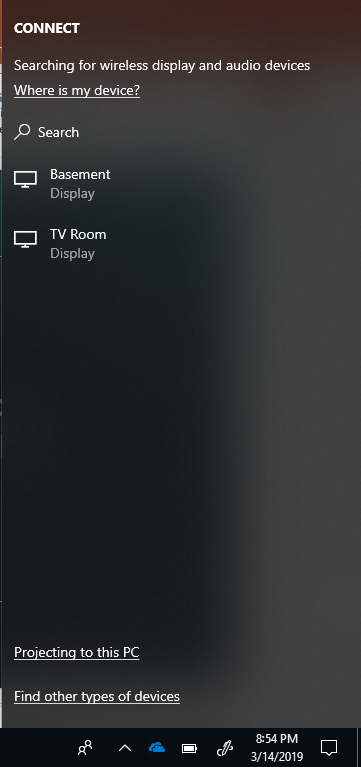 CONNECT
Searching for wireless display and audio devices
Where is my device?
Search
Basement
Display
TV Room
Display
Projecting to this PC
Find other types of devices
8:54 PM
3/14/2019